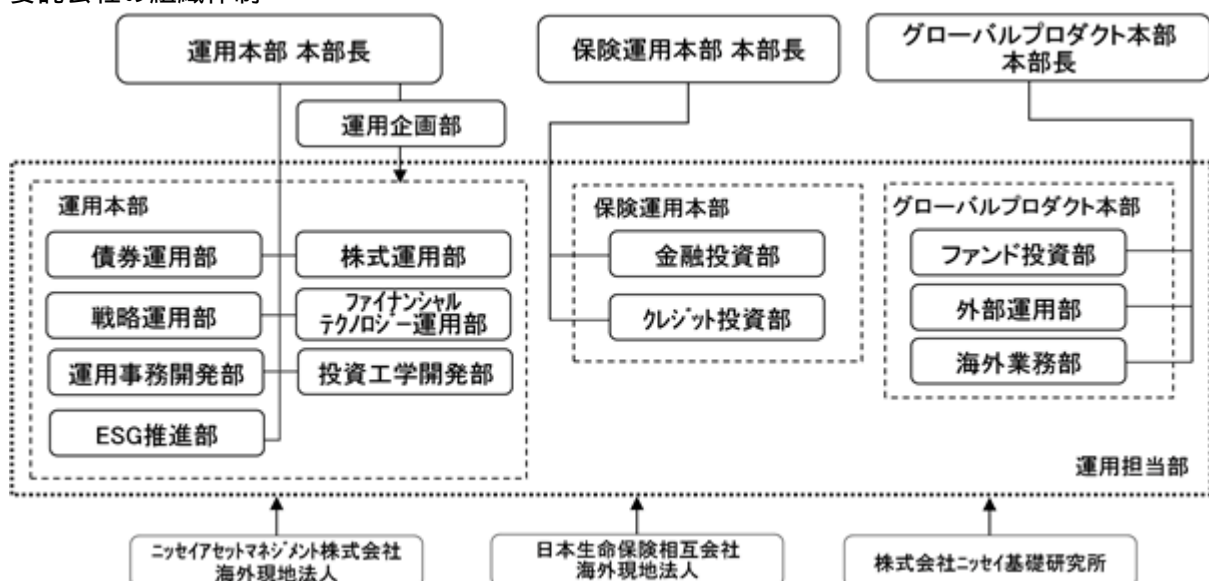 委託会社の組織体制
運用本部 本部長
保険運用本部 本部長
グローバルプロダクト本部
本部長
運用企画部
運用本部
債券運用部
株式運用部
戦略運用部
ファイナンシャル
テクノロジー運用部
運用事務開発部
投資工学開発部
ESG推進部
保険運用本部
金融投資部
クレジット投資部
グローバルプロダクト本部
ファンド投資部
外部運用部
海外業務部
運用担当部
ニッセイアセットマネジメント株式会社
海外現地法人
日本生命保険相互会社
海外現地法人
株式会社ニッセイ基礎研究所